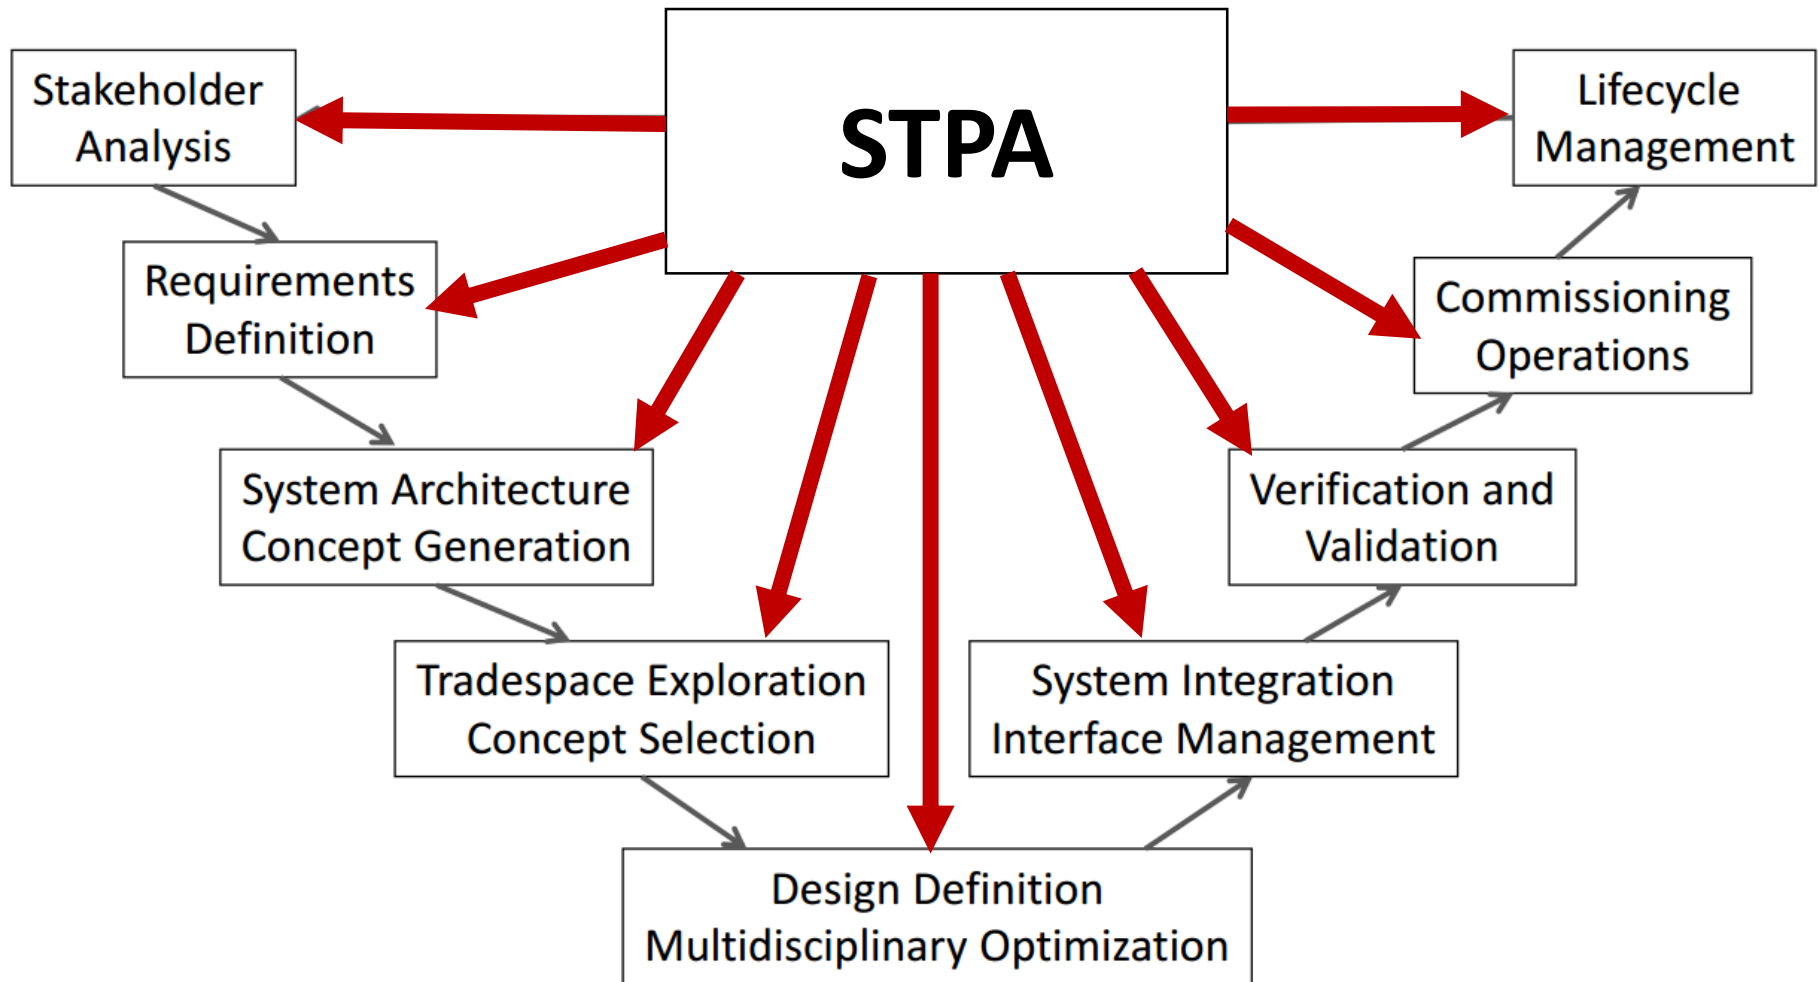 STPA
Stakeholder
Analysis
Requirements
Definition
System Architecture
Concept Generation
Tradespace Exploration
Concept Selection
Design Definition
Multidisciplinary Optimization
System Integration
Interface Management
Verification and
Validation
Commissioning
Operations
Lifecycle
Management